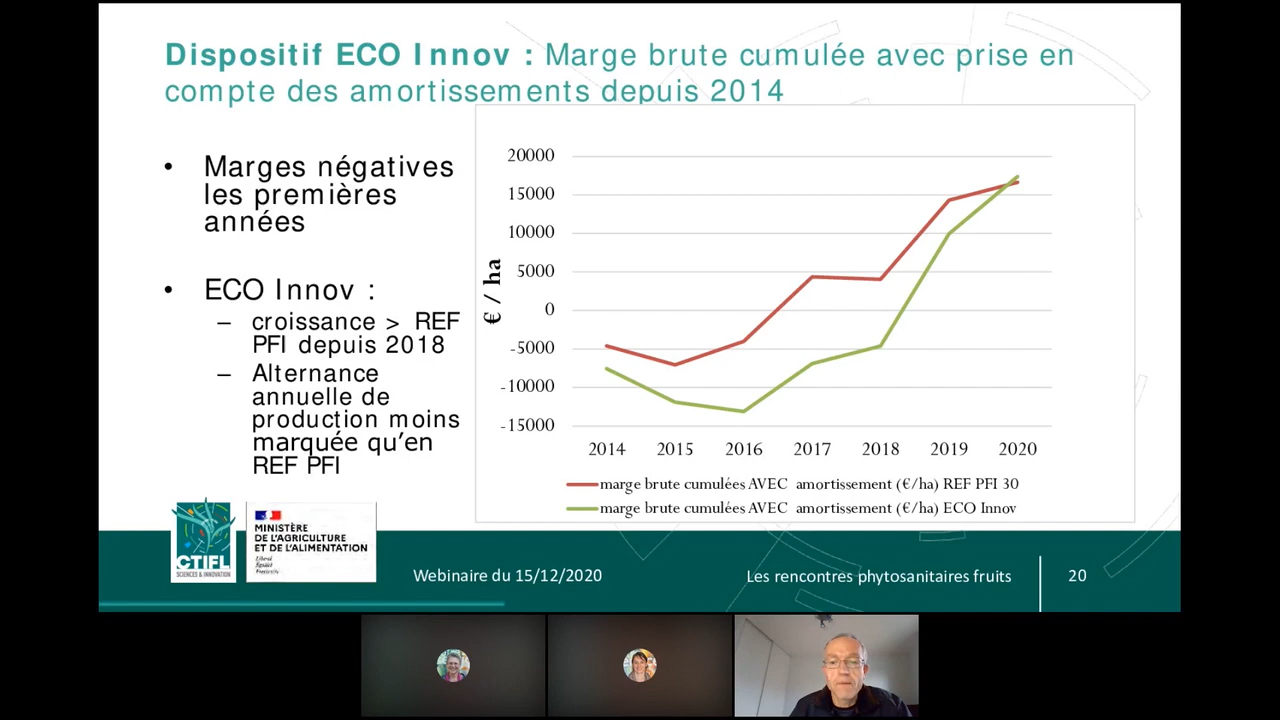 Dispositif ECO Innov : Marge brute cumulée avec prise en
compte des amortissements depuis 2014
• Marges négatives
les premières
années
• ECO Innov :
– croissance > REF
PFI depuis 2018
– Alternance
annuelle de
production moins
marquée qu’en
REF PFI
€ / ha
20000
15000
10000
5000
0
-5000
-10000
-15000
2014 2015 2016 2017 2018 2019 2020
marge brute cumulées AVEC amortissement (€/ha) REF PFI 30
marge brute cumulées AVEC amortissement (€/ha) ECO Innov
CTIFL
SCIENCES & INNOVATION
MINISTÈRE
DE L’AGRICULTURE
ET DE L’ALIMENTATION
Liberté
Égalité
Fraternité
Webinaire du 15/12/2020
Les rencontres phytosanitaires fruits
20